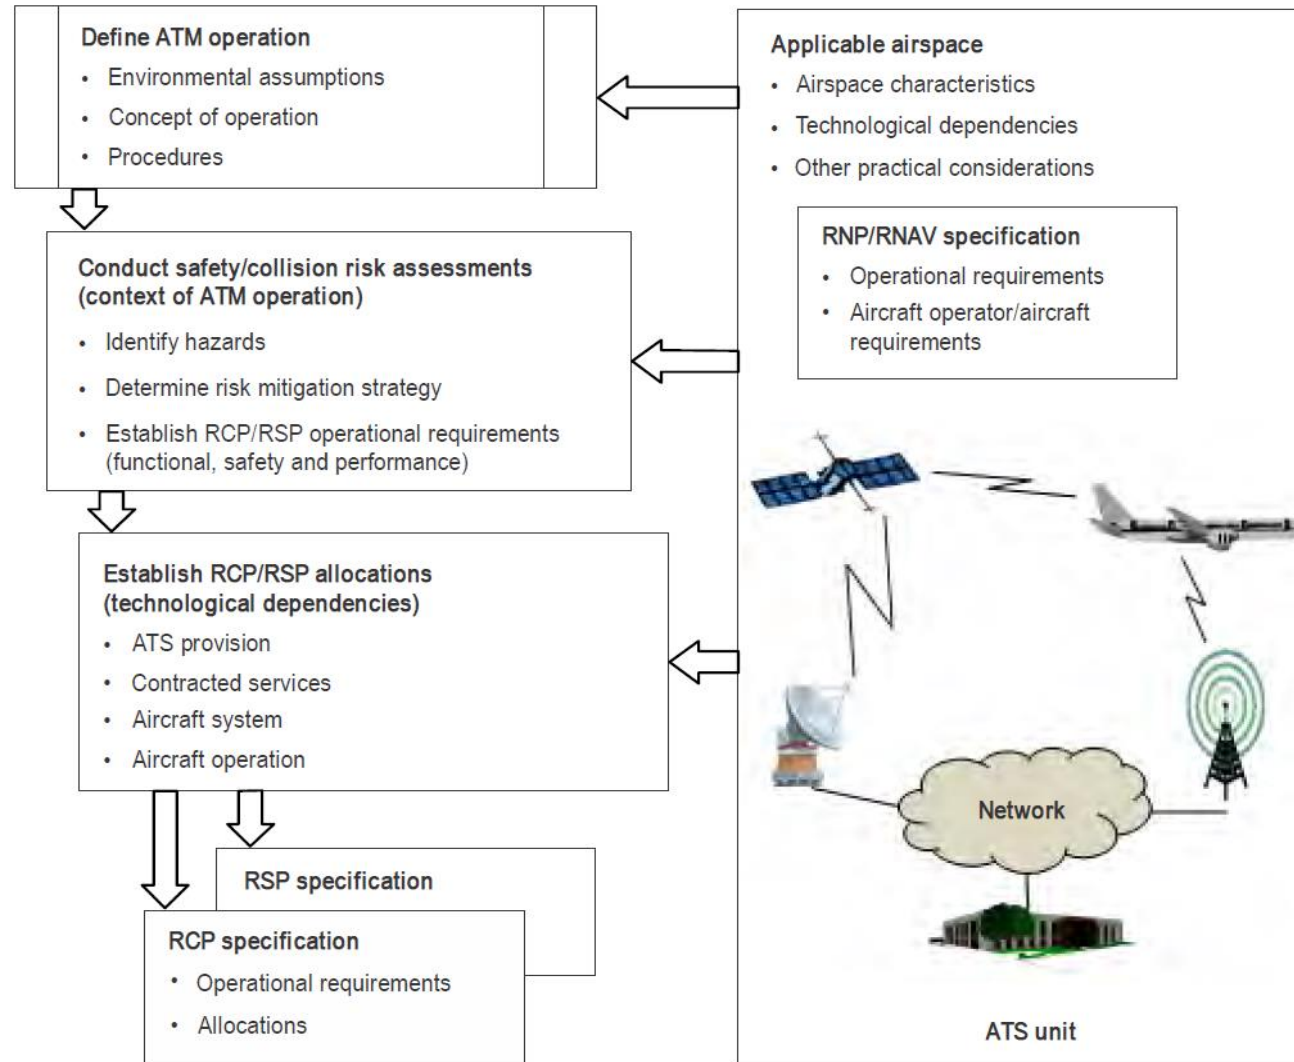 Define ATM operation
• Environmental assumptions
• Concept of operation
• Procedures
Conduct safety/collision risk assessments
(context of ATM operation)
• Identify hazards
• Determine risk mitigation strategy
• Establish RCP/RSP operational requirements
(functional, safety and performance)
Establish RCP/RSP allocations
(technological dependencies)
• ATS provision
• Contracted services
• Aircraft system
• Aircraft operation
RSP specification
RCP specification
• Operational requirements
• Allocations
Applicable airspace
• Airspace characteristics
• Technological dependencies
• Other practical considerations
RNP/RNAV specification
• Operational requirements
• Aircraft operator/aircraft
requirements
Network
ATS unit